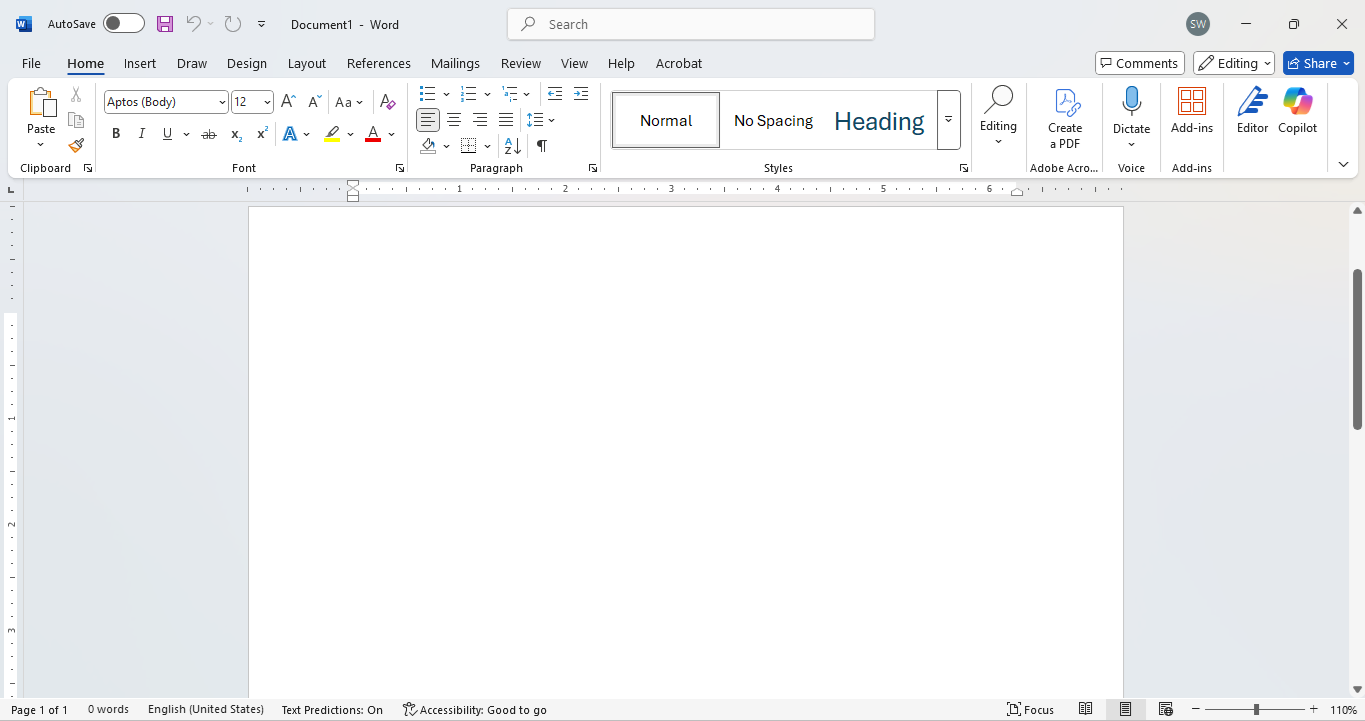 AutoSave Document1 - Word Search SW
File Home Insert Draw Design Layout References Mailings Review View Help Acrobat Comments Editing Share
Paste
Clipboard
Aptos (Body) 12 Aa
B I U ab x2 x2 A A
Font
Paragraph
Normal No Spacing Heading
Styles
Editing
Create
a PDF
Adobe Acro...
Dictate
Voice
Add-ins
Add-ins
Editor Copilot
1 2 3 4 5 6
1
2
3
Page 1 of 1 0 words English (United States) Text Predictions: On Accessibility: Good to go Focus 110%